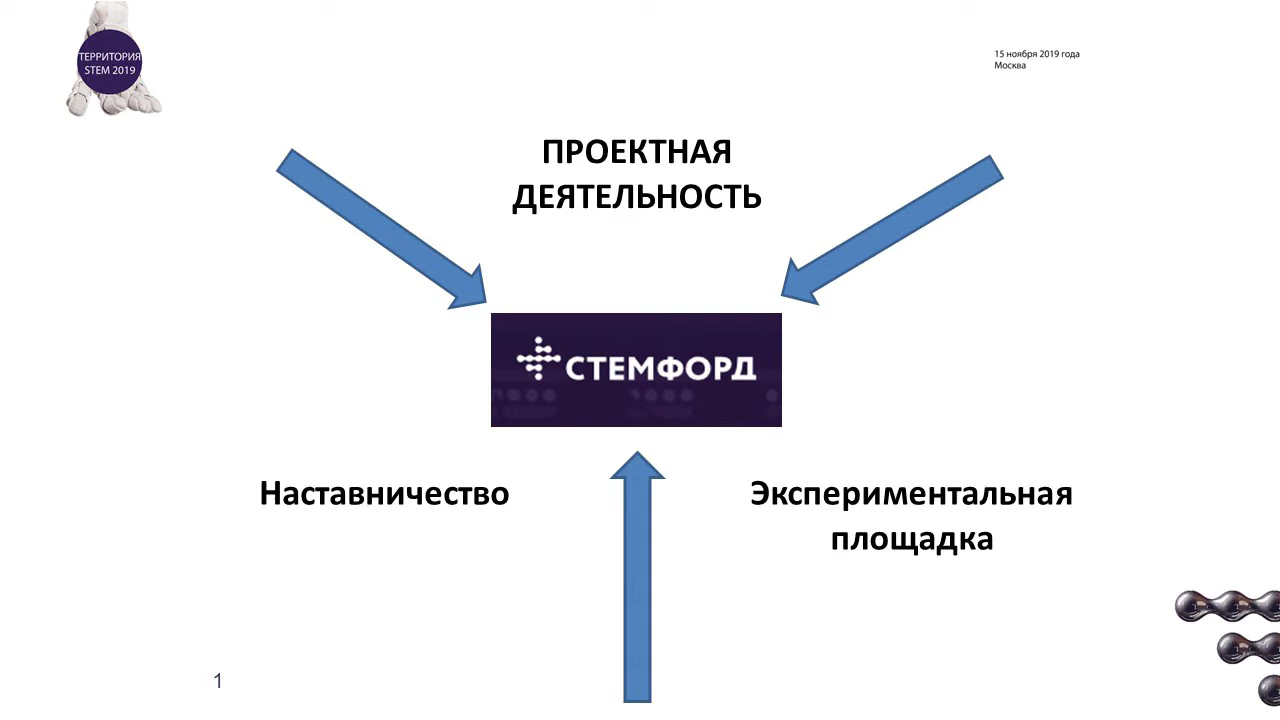 ТЕРРИТОРИЯ
STEM 2019
15 ноября 2019 года
Москва
ПРОЕКТНАЯ
ДЕЯТЕЛЬНОСТЬ
СТЕМФОРД
Наставничество
Экспериментальная
площадка
1